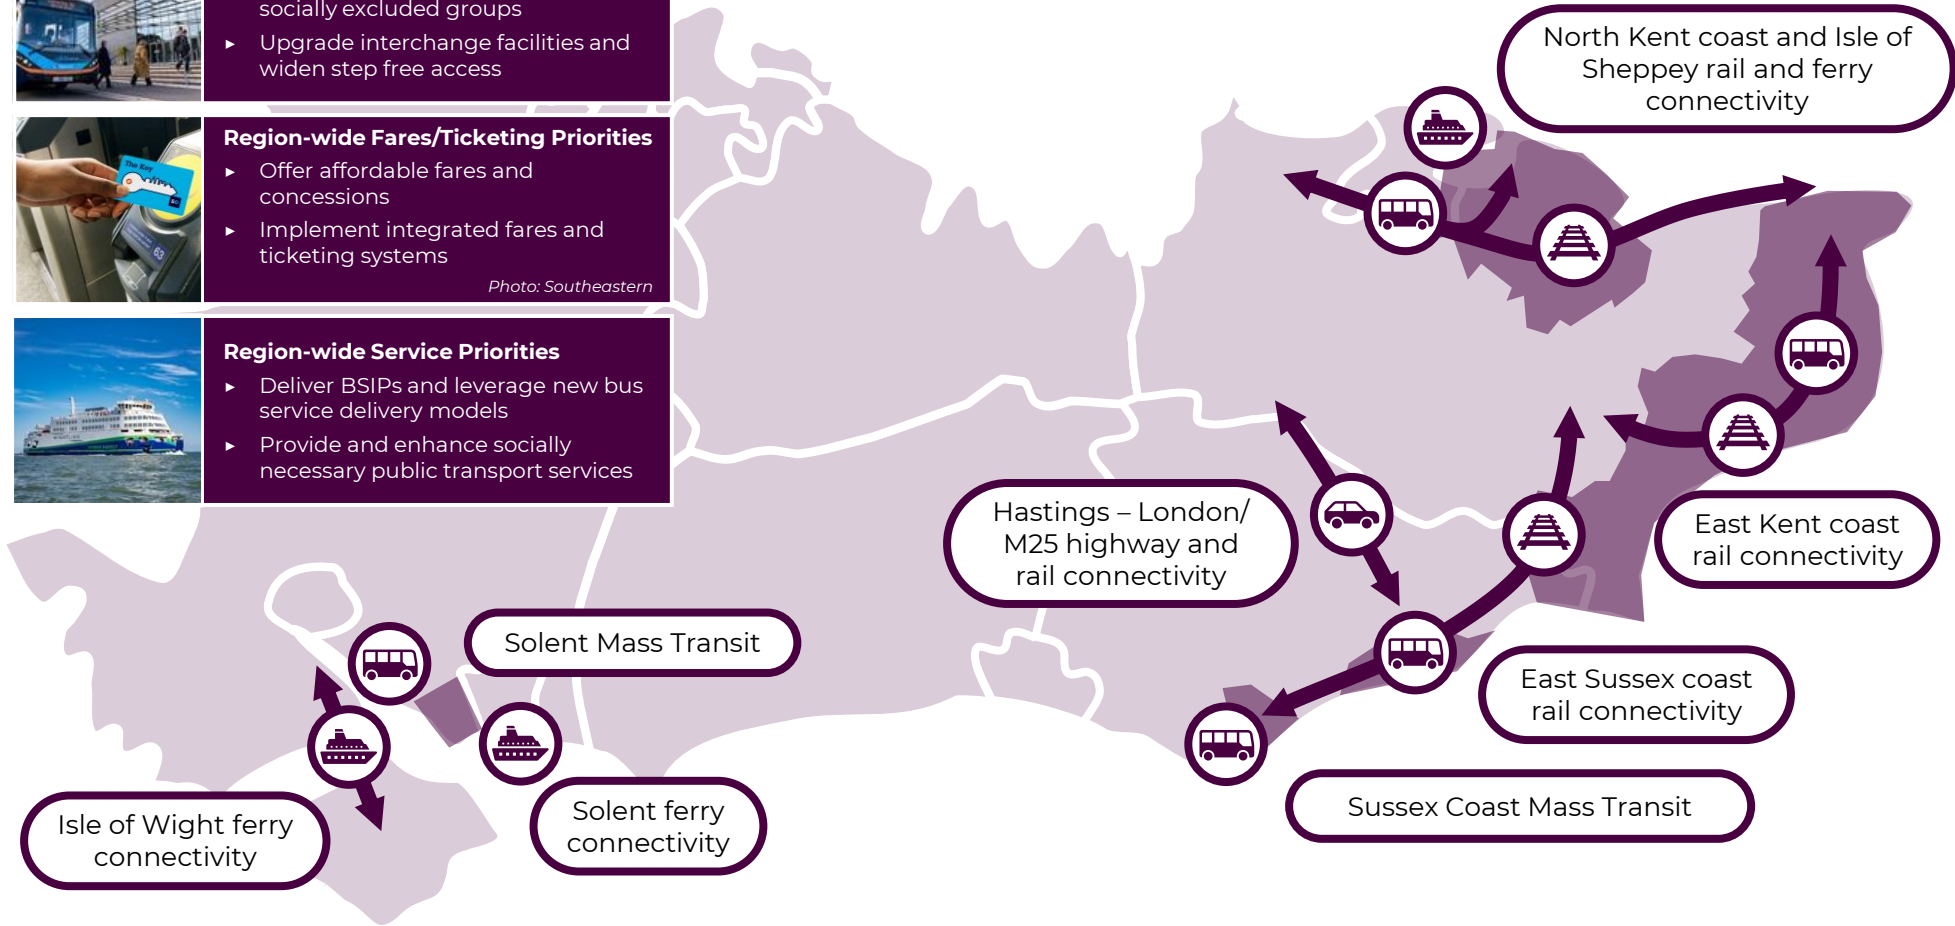 socially excluded groups
► Upgrade interchange facilities and
widen step free access
Region-wide Fares/Ticketing Priorities
► Offer affordable fares and
concessions
► Implement integrated fares and
ticketing systems
Photo: Southeastern
The Key
63
Region-wide Service Priorities
► Deliver BSIPs and leverage new bus
service delivery models
► Provide and enhance socially
necessary public transport services
North Kent coast and Isle of
Sheppey rail and ferry
connectivity
Hastings – London/
M25 highway and
rail connectivity
East Kent coast
rail connectivity
Solent Mass Transit
East Sussex coast
rail connectivity
Isle of Wight ferry
connectivity
Solent ferry
connectivity
Sussex Coast Mass Transit